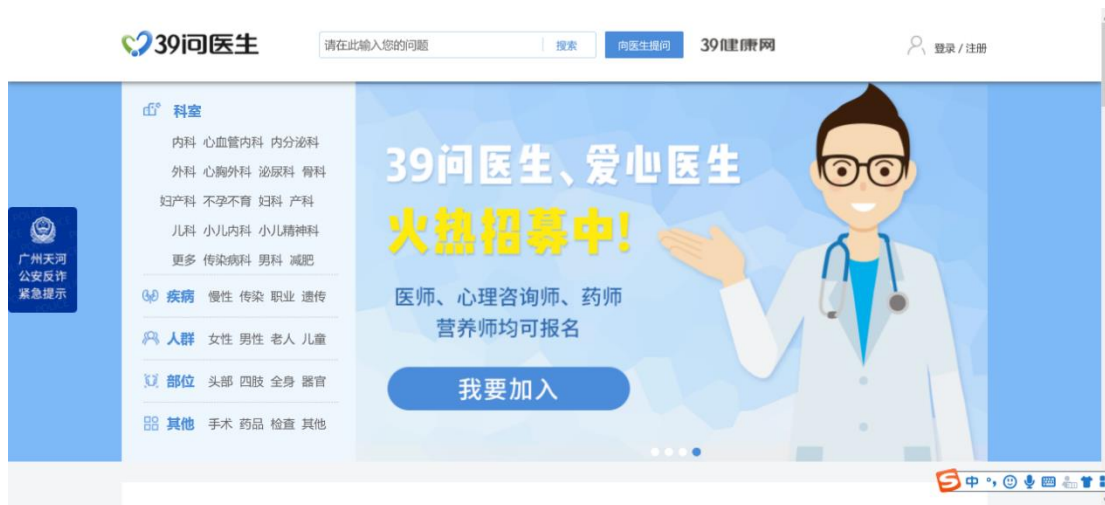 39问医生
请在此输入您的问题
搜索
向医生提问
39健康网
登录 / 注册
科室
内科 心血管内科 内分泌科
外科 心胸外科 泌尿科 骨科
妇产科 不孕不育 妇科 产科
儿科 小儿内科 小儿精神科
更多 传染病科 男科 减肥
疾病 慢性 传染 职业 遗传
人群 女性 男性 老人 儿童
部位 头部 四肢 全身 器官
其他 手术 药品 检查 其他
广州天河
公安反诈
紧急提示
39问医生、爱心医生
火热招募中!
医师、心理咨询师、药师
营养师均可报名
我要加入
S 中